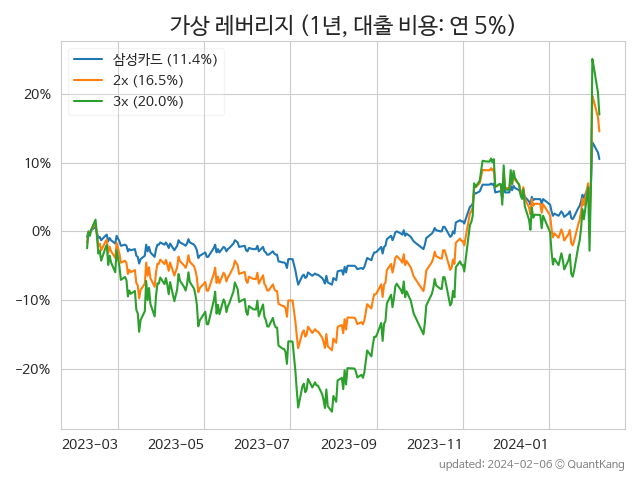 가상 레버리지 (1년, 대출 비용: 연 5%)
삼성카드 (11.4%)
2x (16.5%)
3x (20.0%)
20%
10%
0%
−10%
−20%
2023-03 2023-05 2023-07 2023-09 2023-11 2024-01
updated: 2024-02-06 © QuantKang